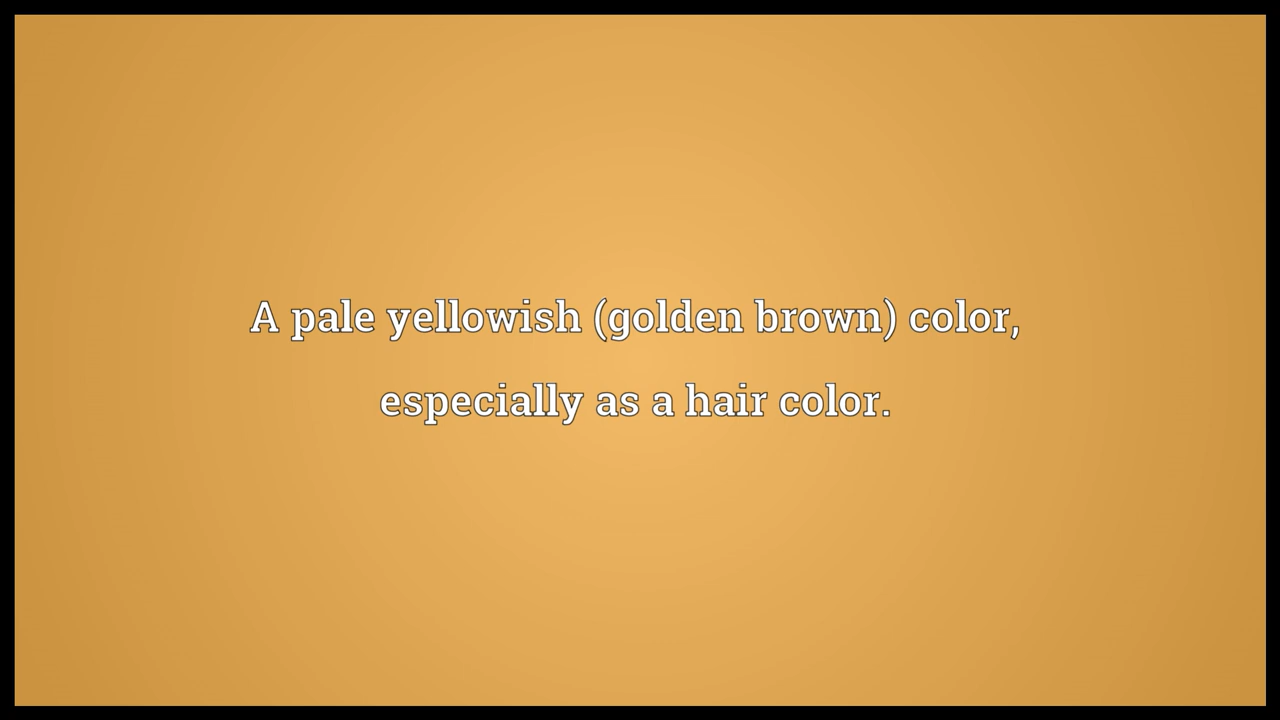 A pale yellowish (golden brown) color,
especially as a hair color.